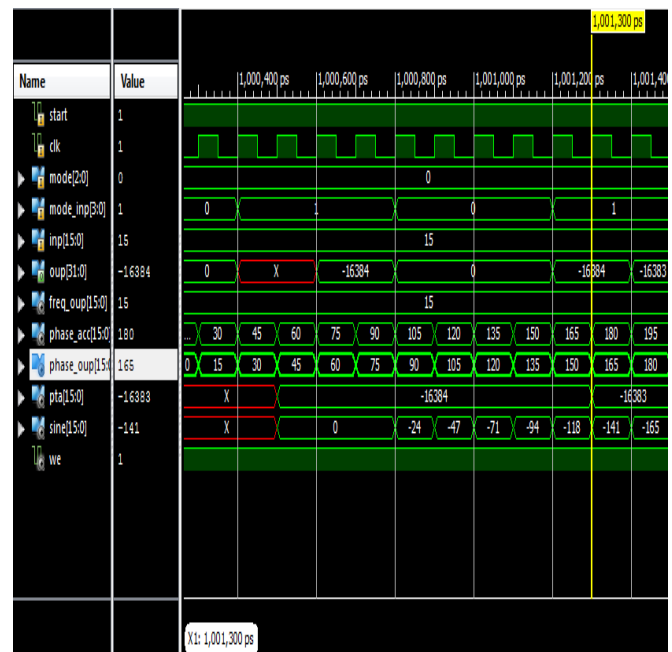 1,001,300 ps
Name Value 1,000,400 ps 1,000,600 ps 1,000,800 ps 1,001,000 ps 1,001,200 ps 1,001,40
start 1
clk 1
mode[2:0] 0 0
mode_inp[3:0] 1 0 1 0 1
inp[15:0] 15 15
oup[31:0] -16384 0 X -16384 0 -16384 -16383
freq_oup[15:0] 15 15
phase_acc[15:0] 180 ... 30 45 60 75 90 105 120 135 150 165 180 195
phase_oup[15:0 165 0 15 30 45 60 75 90 105 120 135 150 165 180
pta[15:0] -16383 X -16384 -16383
sine[15:0] -141 X 0 -24 -47 -71 -94 -118 -141 -165
we 1
X1: 1,001,300 ps